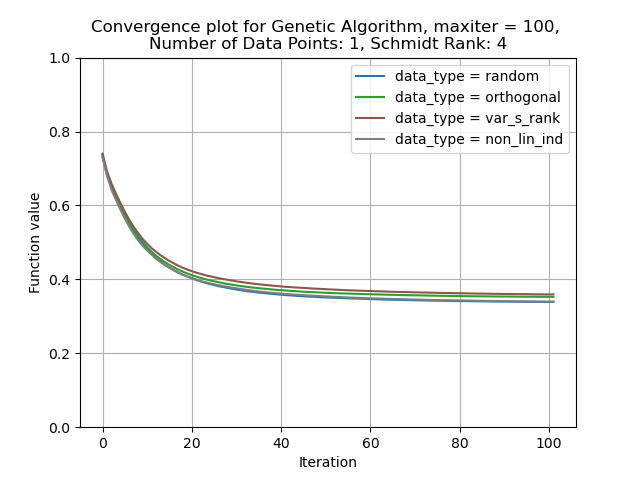 Convergence plot for Genetic Algorithm, maxiter = 100,
Number of Data Points: 1, Schmidt Rank: 4
1.0
0.8
0.6
0.4
0.2
0.0
Function value
data_type = random
data_type = orthogonal
data_type = var_s_rank
data_type = non_lin_ind
0 20 40 60 80 100
Iteration